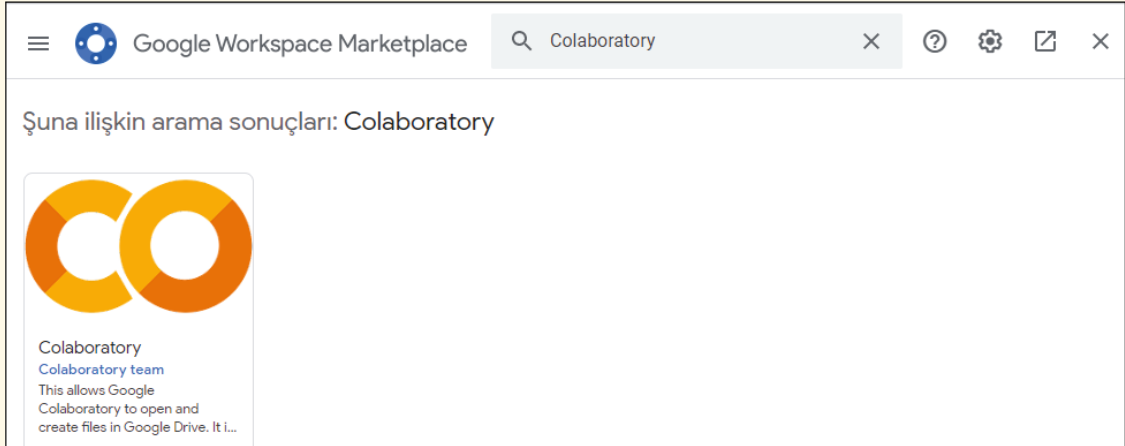 Google Workspace Marketplace
Colaboratory
Şuna ilişkin arama sonuçları: Colaboratory
Colaboratory
Colaboratory team
This allows Google
Colaboratory to open and
create files in Google Drive. It i...